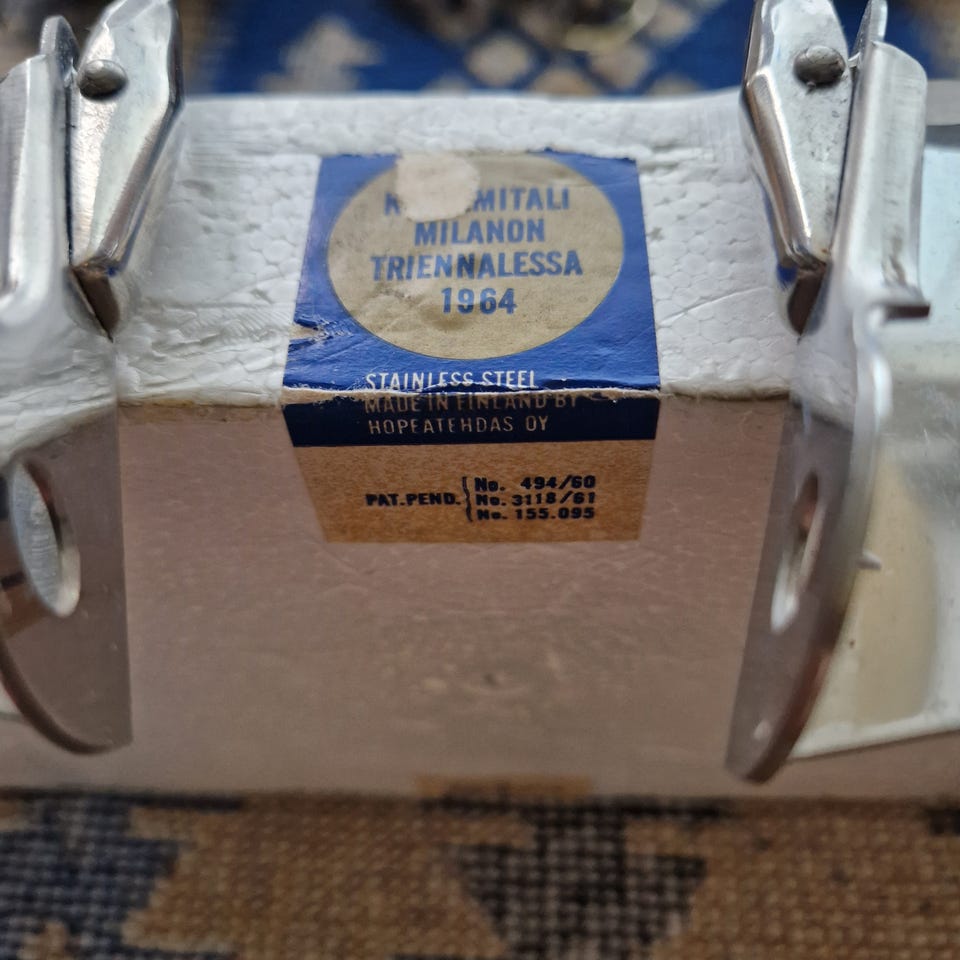 MILANON
TRIENNALESSA
1964
STAINLESS STEEL
MADE IN FINLAND BY
HOPEATEHDAS OY
No. 494/60
PAT.PEND. No. 3118/61
No. 155.095